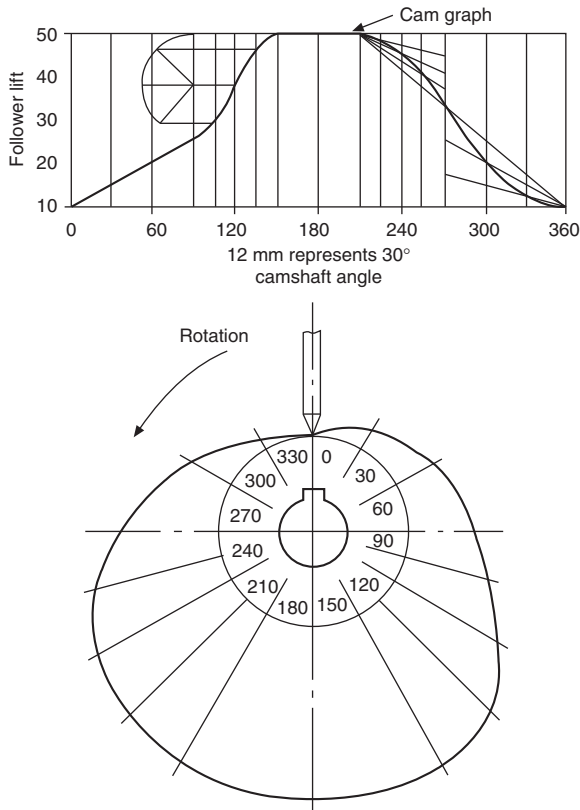 Cam graph
50
40
30
20
10
Follower lift
0 60 120 180 240 300 360
12 mm represents 30°
camshaft angle
Rotation
330 0
300 30
270 60
240 90
210 120
180 150